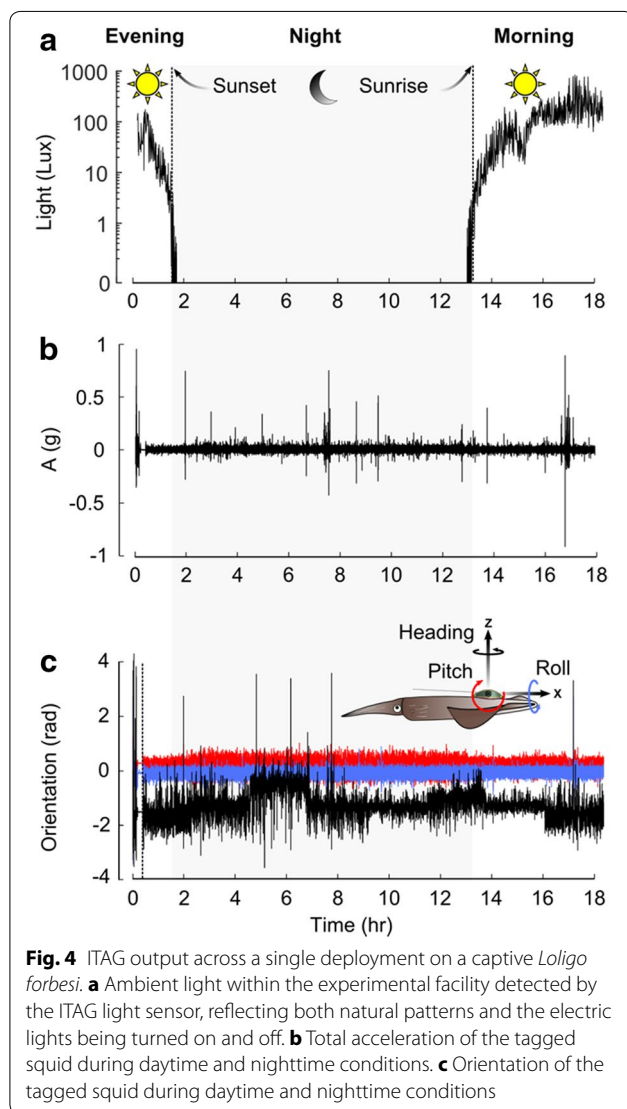 a
Evening Night Morning
Sunset Sunrise
Light (Lux)
1000
100
10
1
0
0 2 4 6 8 10 12 14 16 18
b
A (g)
1
0.5
0
-0.5
-1
0 2 4 6 8 10 12 14 16 18
c
Orientation (rad)
4
2
0
-2
-4
Heading
z
Pitch
Roll
x
0 2 4 6 8 10 12 14 16 18
Time (hr)
Fig. 4 ITAG output across a single deployment on a captive Loligo
forbesi. a Ambient light within the experimental facility detected by
the ITAG light sensor, reflecting both natural patterns and the electric
lights being turned on and off. b Total acceleration of the tagged
squid during daytime and nighttime conditions. c Orientation of the
tagged squid during daytime and nighttime conditions